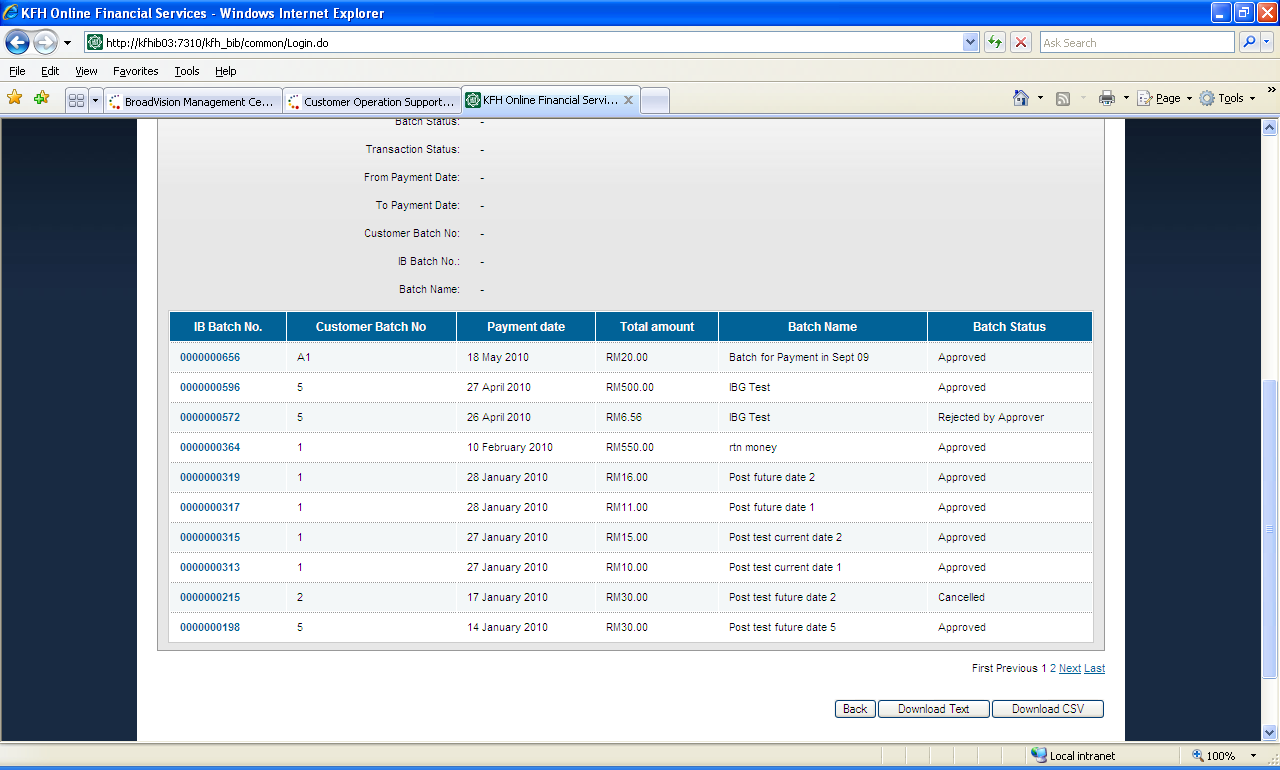 KFH Online Financial Services - Windows Internet Explorer
http://kfhib03:7310/kfh_bib/common/Login.do
Ask Search
File Edit View Favorites Tools Help
BroadVision Management Ce... Customer Operation Support... KFH Online Financial Servi... Page Tools
Batch Status: -
Transaction Status: -
From Payment Date: -
To Payment Date: -
Customer Batch No: -
IB Batch No.: -
Batch Name: -
IB Batch No. Customer Batch No Payment date Total amount Batch Name Batch Status
0000000656 A1 18 May 2010 RM20.00 Batch for Payment in Sept 09 Approved
0000000596 5 27 April 2010 RM500.00 IBG Test Approved
0000000572 5 26 April 2010 RM6.56 IBG Test Rejected by Approver
0000000364 1 10 February 2010 RM550.00 rtn money Approved
0000000319 1 28 January 2010 RM16.00 Post future date 2 Approved
0000000317 1 28 January 2010 RM11.00 Post future date 1 Approved
0000000315 1 27 January 2010 RM15.00 Post test current date 2 Approved
0000000313 1 27 January 2010 RM10.00 Post test current date 1 Approved
0000000215 2 17 January 2010 RM30.00 Post test future date 2 Cancelled
0000000198 5 14 January 2010 RM30.00 Post test future date 5 Approved
First Previous 1 2 Next Last
Back Download Text Download CSV
Local intranet 100%